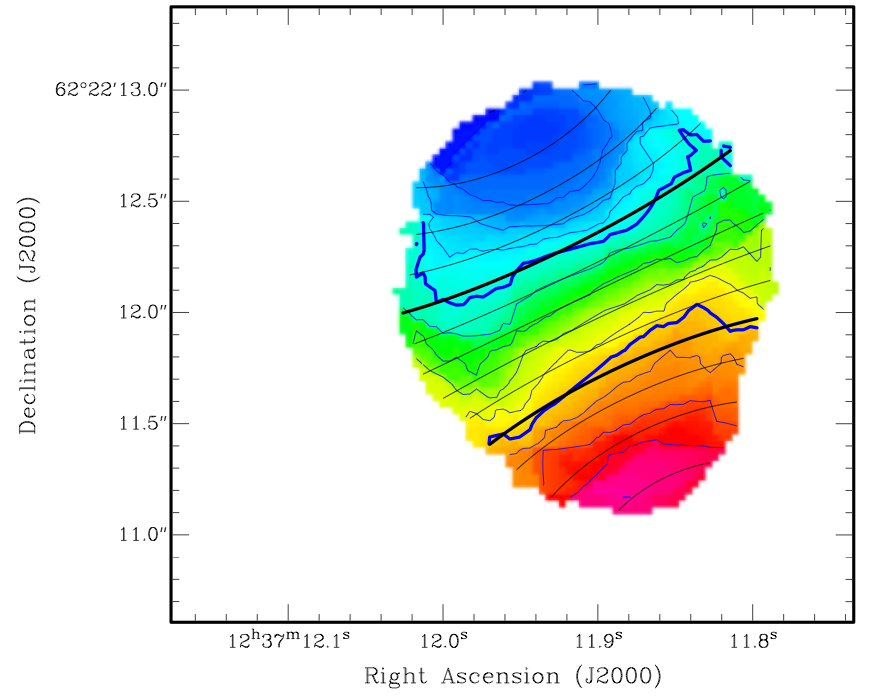 62°22'13.0"
12.5"
12.0"
11.5"
11.0"
Declination (J2000)
12ʰ37ᵐ12.1ˢ 12.0ˢ 11.9ˢ 11.8ˢ
Right Ascension (J2000)